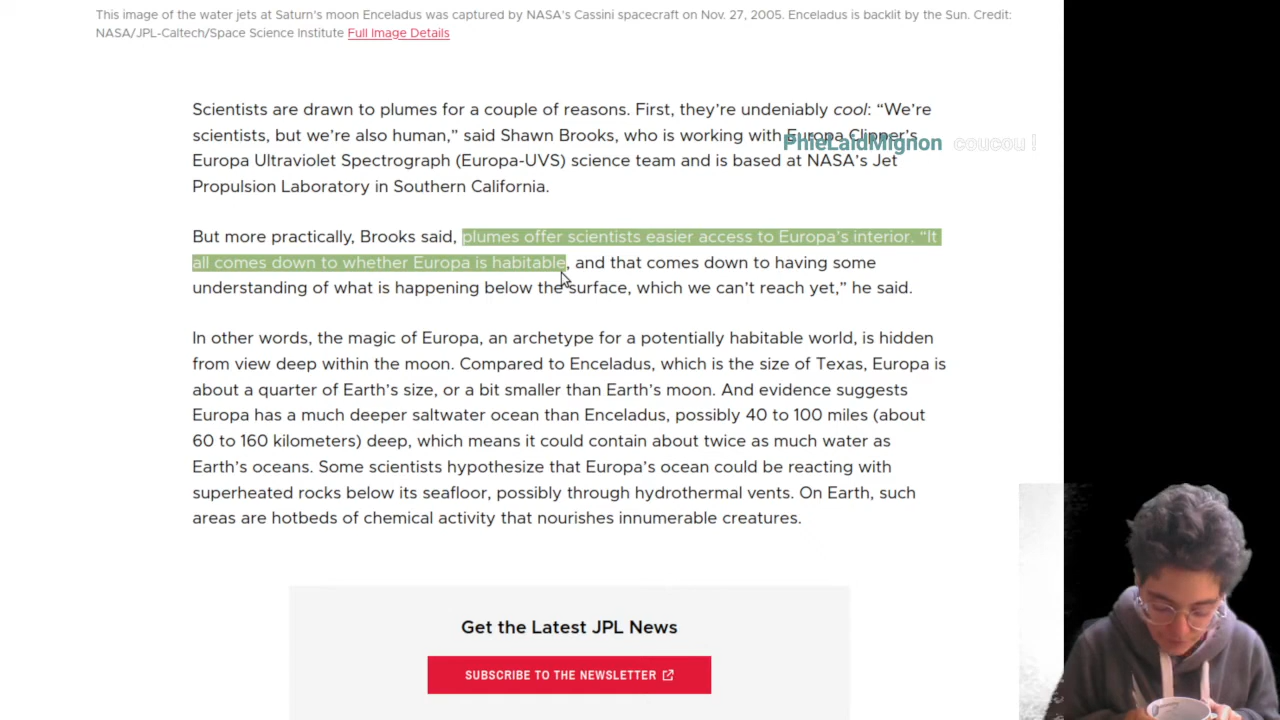 This image of the water jets at Saturn's moon Enceladus was captured by NASA's Cassini spacecraft on Nov. 27, 2005. Enceladus is backlit by the Sun. Credit:
NASA/JPL-Caltech/Space Science Institute Full Image Details
Scientists are drawn to plumes for a couple of reasons. First, they're undeniably cool: “We're
scientists, but we're also human,” said Shawn Brooks, who is working with Europa Clipper's
PhieLaidMignon coucou !
Europa Ultraviolet Spectrograph (Europa-UVS) science team and is based at NASA's Jet
Propulsion Laboratory in Southern California.
But more practically, Brooks said, plumes offer scientists easier access to Europa's interior. “It
all comes down to whether Europa is habitable, and that comes down to having some
understanding of what is happening below the surface, which we can't reach yet,” he said.
In other words, the magic of Europa, an archetype for a potentially habitable world, is hidden
from view deep within the moon. Compared to Enceladus, which is the size of Texas, Europa is
about a quarter of Earth's size, or a bit smaller than Earth's moon. And evidence suggests
Europa has a much deeper saltwater ocean than Enceladus, possibly 40 to 100 miles (about
60 to 160 kilometers) deep, which means it could contain about twice as much water as
Earth's oceans. Some scientists hypothesize that Europa's ocean could be reacting with
superheated rocks below its seafloor, possibly through hydrothermal vents. On Earth, such
areas are hotbeds of chemical activity that nourishes innumerable creatures.
Get the Latest JPL News
SUBSCRIBE TO THE NEWSLETTER